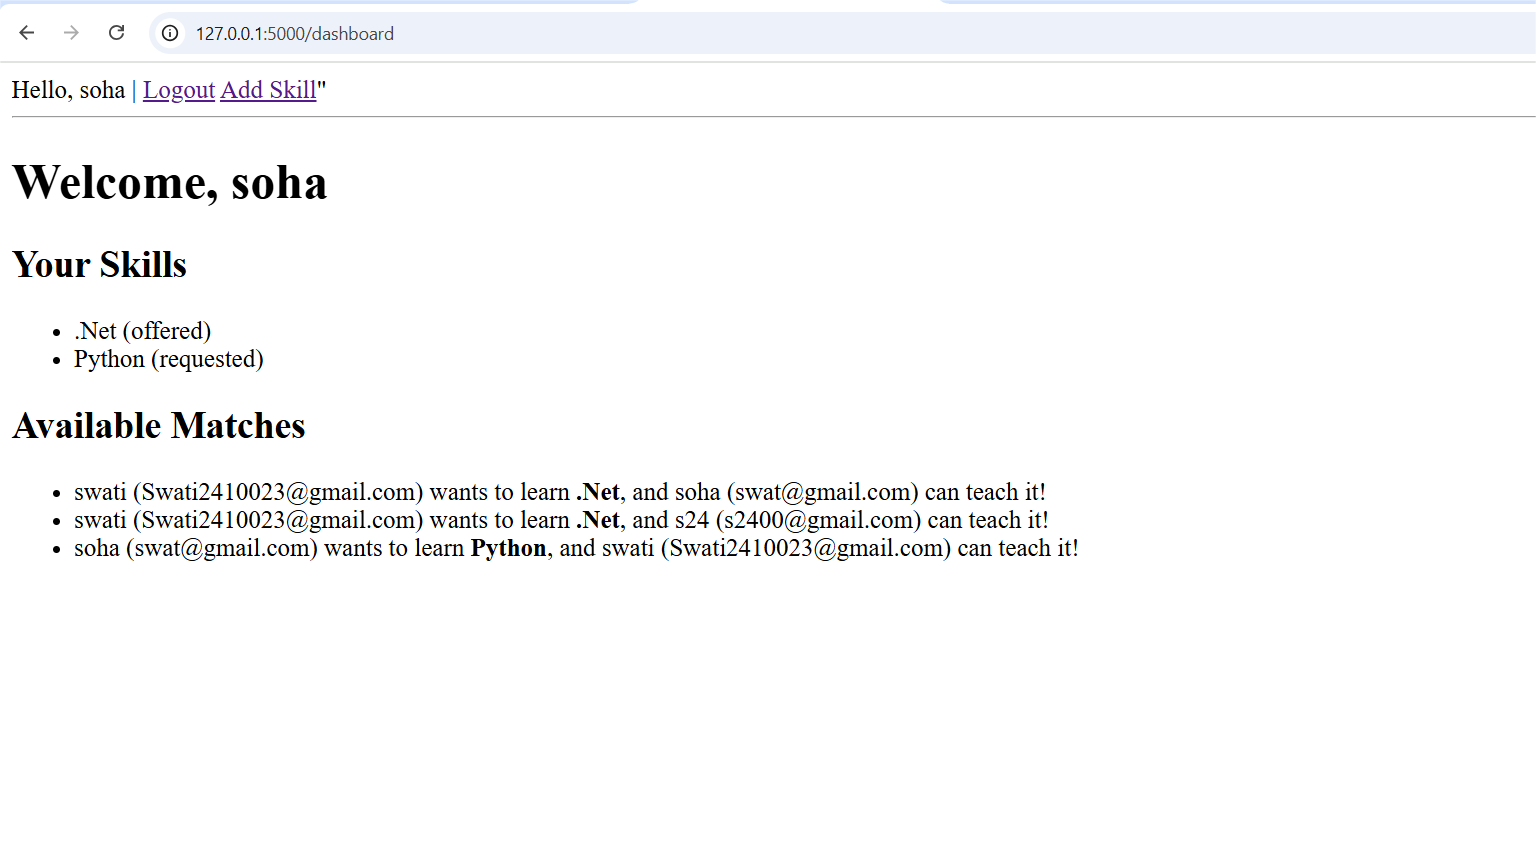 127.0.0.1:5000/dashboard
Hello, soha | Logout Add Skill"
Welcome, soha
Your Skills
.Net (offered)
Python (requested)
Available Matches
swati (Swati2410023@gmail.com) wants to learn .Net, and soha (swat@gmail.com) can teach it!
swati (Swati2410023@gmail.com) wants to learn .Net, and s24 (s2400@gmail.com) can teach it!
soha (swat@gmail.com) wants to learn Python, and swati (Swati2410023@gmail.com) can teach it!